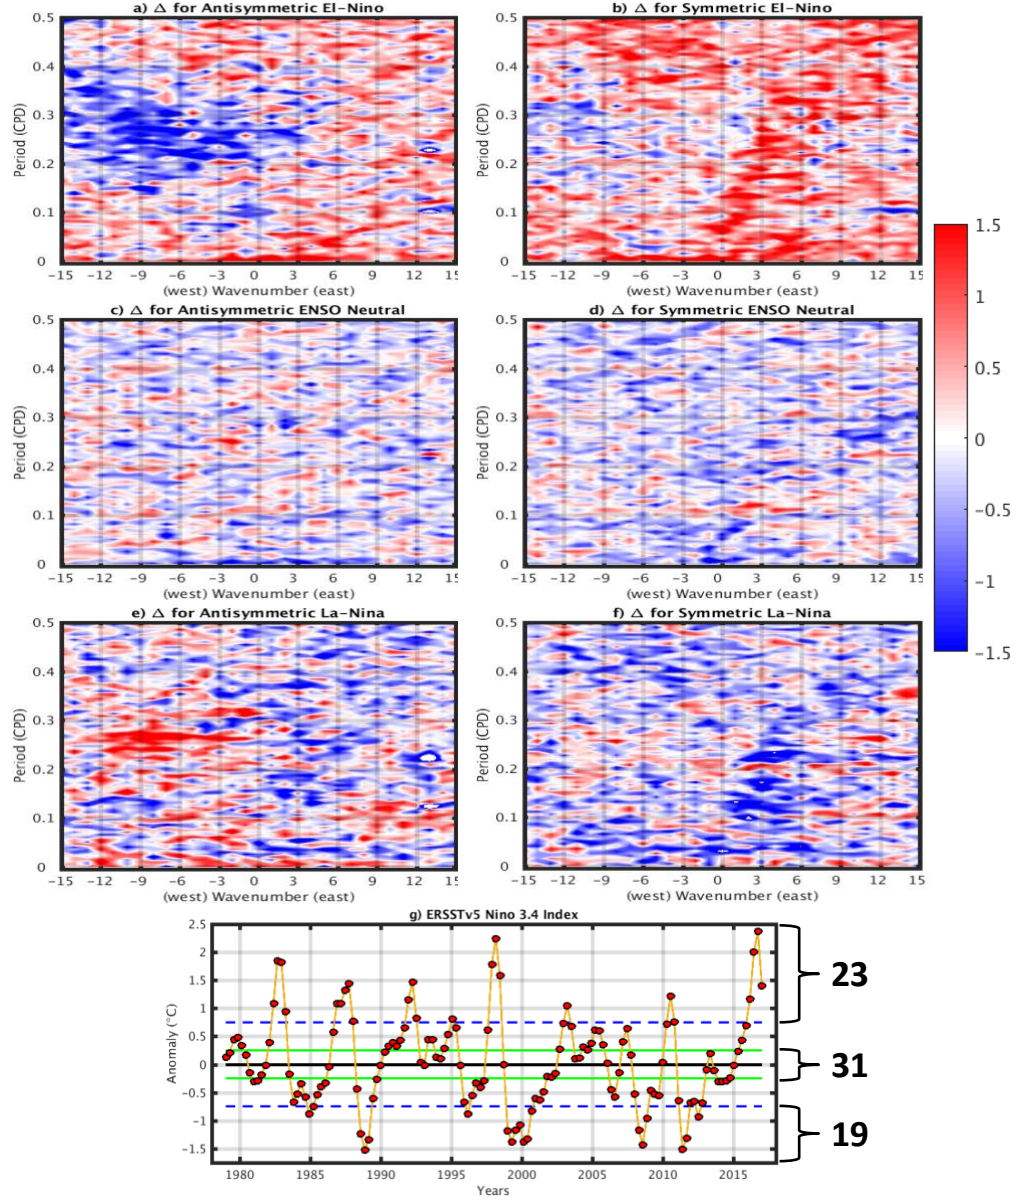 a) Δ for Antisymmetric El-Nino
b) Δ for Symmetric El-Nino
0.5
0.4
0.3
0.2
0.1
0
Period (CPD)
-15 -12 -9 -6 -3 0 3 6 9 12 15
(west) Wavenumber (east)
0.5
0.4
0.3
0.2
0.1
0
Period (CPD)
-15 -12 -9 -6 -3 0 3 6 9 12 15
(west) Wavenumber (east)
c) Δ for Antisymmetric ENSO Neutral
d) Δ for Symmetric ENSO Neutral
0.5
0.4
0.3
0.2
0.1
0
Period (CPD)
-15 -12 -9 -6 -3 0 3 6 9 12 15
(west) Wavenumber (east)
0.5
0.4
0.3
0.2
0.1
0
Period (CPD)
-15 -12 -9 -6 -3 0 3 6 9 12 15
(west) Wavenumber (east)
1.5
1
0.5
0
-0.5
-1
-1.5
e) Δ for Antisymmetric La-Nina
f) Δ for Symmetric La-Nina
0.5
0.4
0.3
0.2
0.1
0
Period (CPD)
-15 -12 -9 -6 -3 0 3 6 9 12 15
(west) Wavenumber (east)
0.5
0.4
0.3
0.2
0.1
0
Period (CPD)
-15 -12 -9 -6 -3 0 3 6 9 12 15
(west) Wavenumber (east)
g) ERSSTv5 Nino 3.4 Index
2.5
2
1.5
1
0.5
0
-0.5
-1
-1.5
Anomaly (°C)
1980 1985 1990 1995 2000 2005 2010 2015
Years
23
31
19